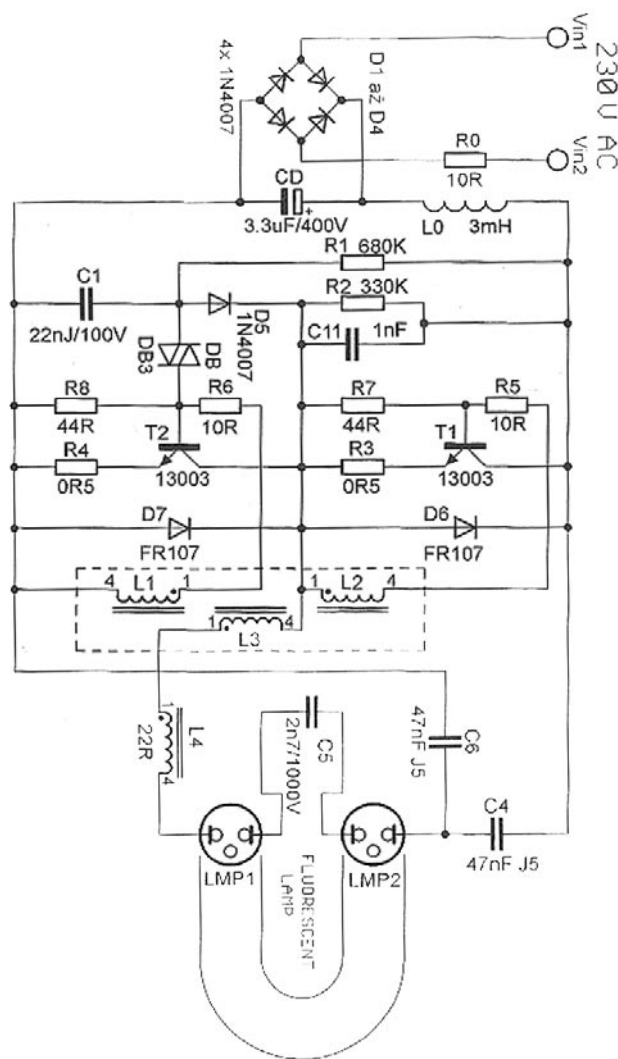 Vin1
230V AC
Vin2
D1 až D4
4x 1N4007
R0
10R
CD
+
3.3uF/400V
L0 3mH
R1 680K
C1
R2 330K
22nJ/100V
D5
1N4007
C11 1nF
DB3
DB
R8
44R
R6
10R
R7
44R
R5
10R
R4
0R5
T2
13003
R3
0R5
T1
13003
D7
FR107
D6
FR107
4 L1 1
1 L2 4
1 L3 4
1
L4
22R
4
C5
2n7/1000V
C6
47nF J5
C4
47nF J5
LMP1
LMP2
FLUORESCENT
LAMP